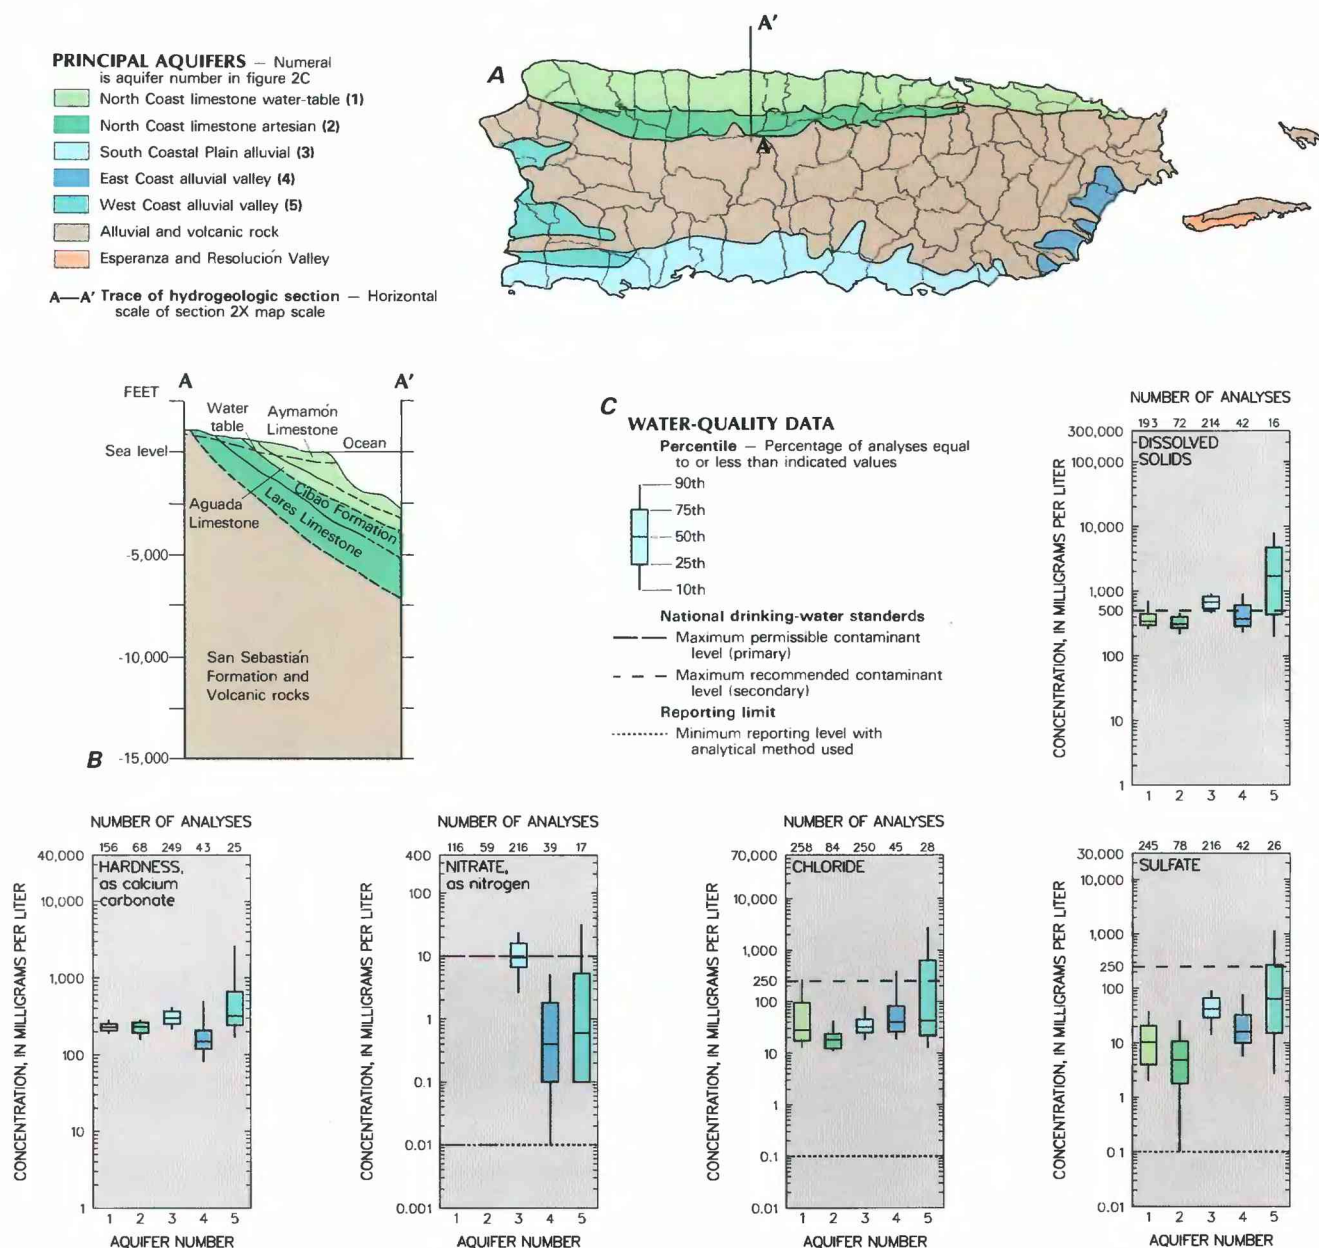 PRINCIPAL AQUIFERS — Numeral
is aquifer number in figure 2C
North Coast limestone water-table (1)
North Coast limestone artesian (2)
South Coastal Plain alluvial (3)
East Coast alluvial valley (4)
West Coast alluvial valley (5)
Alluvial and volcanic rock
Esperanza and Resolución Valley
A—A' Trace of hydrogeologic section — Horizontal
scale of section 2X map scale
A
A'
A
A
A'
FEET
Water
table
Aymamón
Limestone
Ocean
Sea level
Aguada
Limestone
Cibao Formation
Lares Limestone
-5,000
-10,000
San Sebastián
Formation and
Volcanic rocks
B
-15,000
C
WATER-QUALITY DATA
Percentile — Percentage of analyses equal
to or less than indicated values
90th
75th
50th
25th
10th
National drinking-water standerds
Maximum permissible contaminant
level (primary)
Maximum recommended contaminant
level (secondary)
Reporting limit
Minimum reporting level with
analytical method used
NUMBER OF ANALYSES
193 72 214 42 16
DISSOLVED
SOLIDS
CONCENTRATION, IN MILLIGRAMS PER LITER
300,000
100,000
10,000
1,000
500
100
10
1
1 2 3 4 5
NUMBER OF ANALYSES
156 68 249 43 25
HARDNESS,
as calcium
carbonate
CONCENTRATION, IN MILLIGRAMS PER LITER
40,000
10,000
1,000
100
10
1
1 2 3 4 5
AQUIFER NUMBER
NUMBER OF ANALYSES
116 59 216 39 17
NITRATE,
as nitrogen
CONCENTRATION, IN MILLIGRAMS PER LITER
400
100
10
1
0.1
0.01
0.001
1 2 3 4 5
AQUIFER NUMBER
NUMBER OF ANALYSES
258 84 250 45 28
CHLORIDE
CONCENTRATION, IN MILLIGRAMS PER LITER
70,000
10,000
1,000
250
100
10
1
0.1
0.01
1 2 3 4 5
AQUIFER NUMBER
NUMBER OF ANALYSES
245 78 216 42 26
SULFATE
CONCENTRATION, IN MILLIGRAMS PER LITER
30,000
10,000
1,000
250
100
10
1
0.1
0.01
1 2 3 4 5
AQUIFER NUMBER